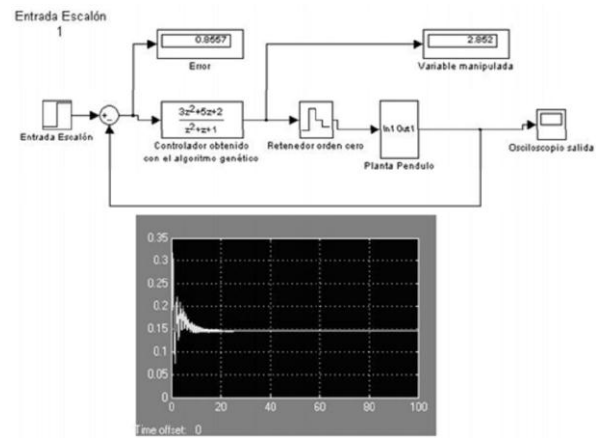 Entrada Escalón
1
0.8557
Error
2.852
Variable manipulada
Entrada Escalón
3z²+5z+2
z²+z+1
Controlador obtenido
con el algoritmo genético
Retenedor orden cero
In1 Out1
Planta Pendulo
Osciloscopio salida
0.35
0.3
0.25
0.2
0.15
0.1
0.05
0
0 20 40 60 80 100
Time offset: 0